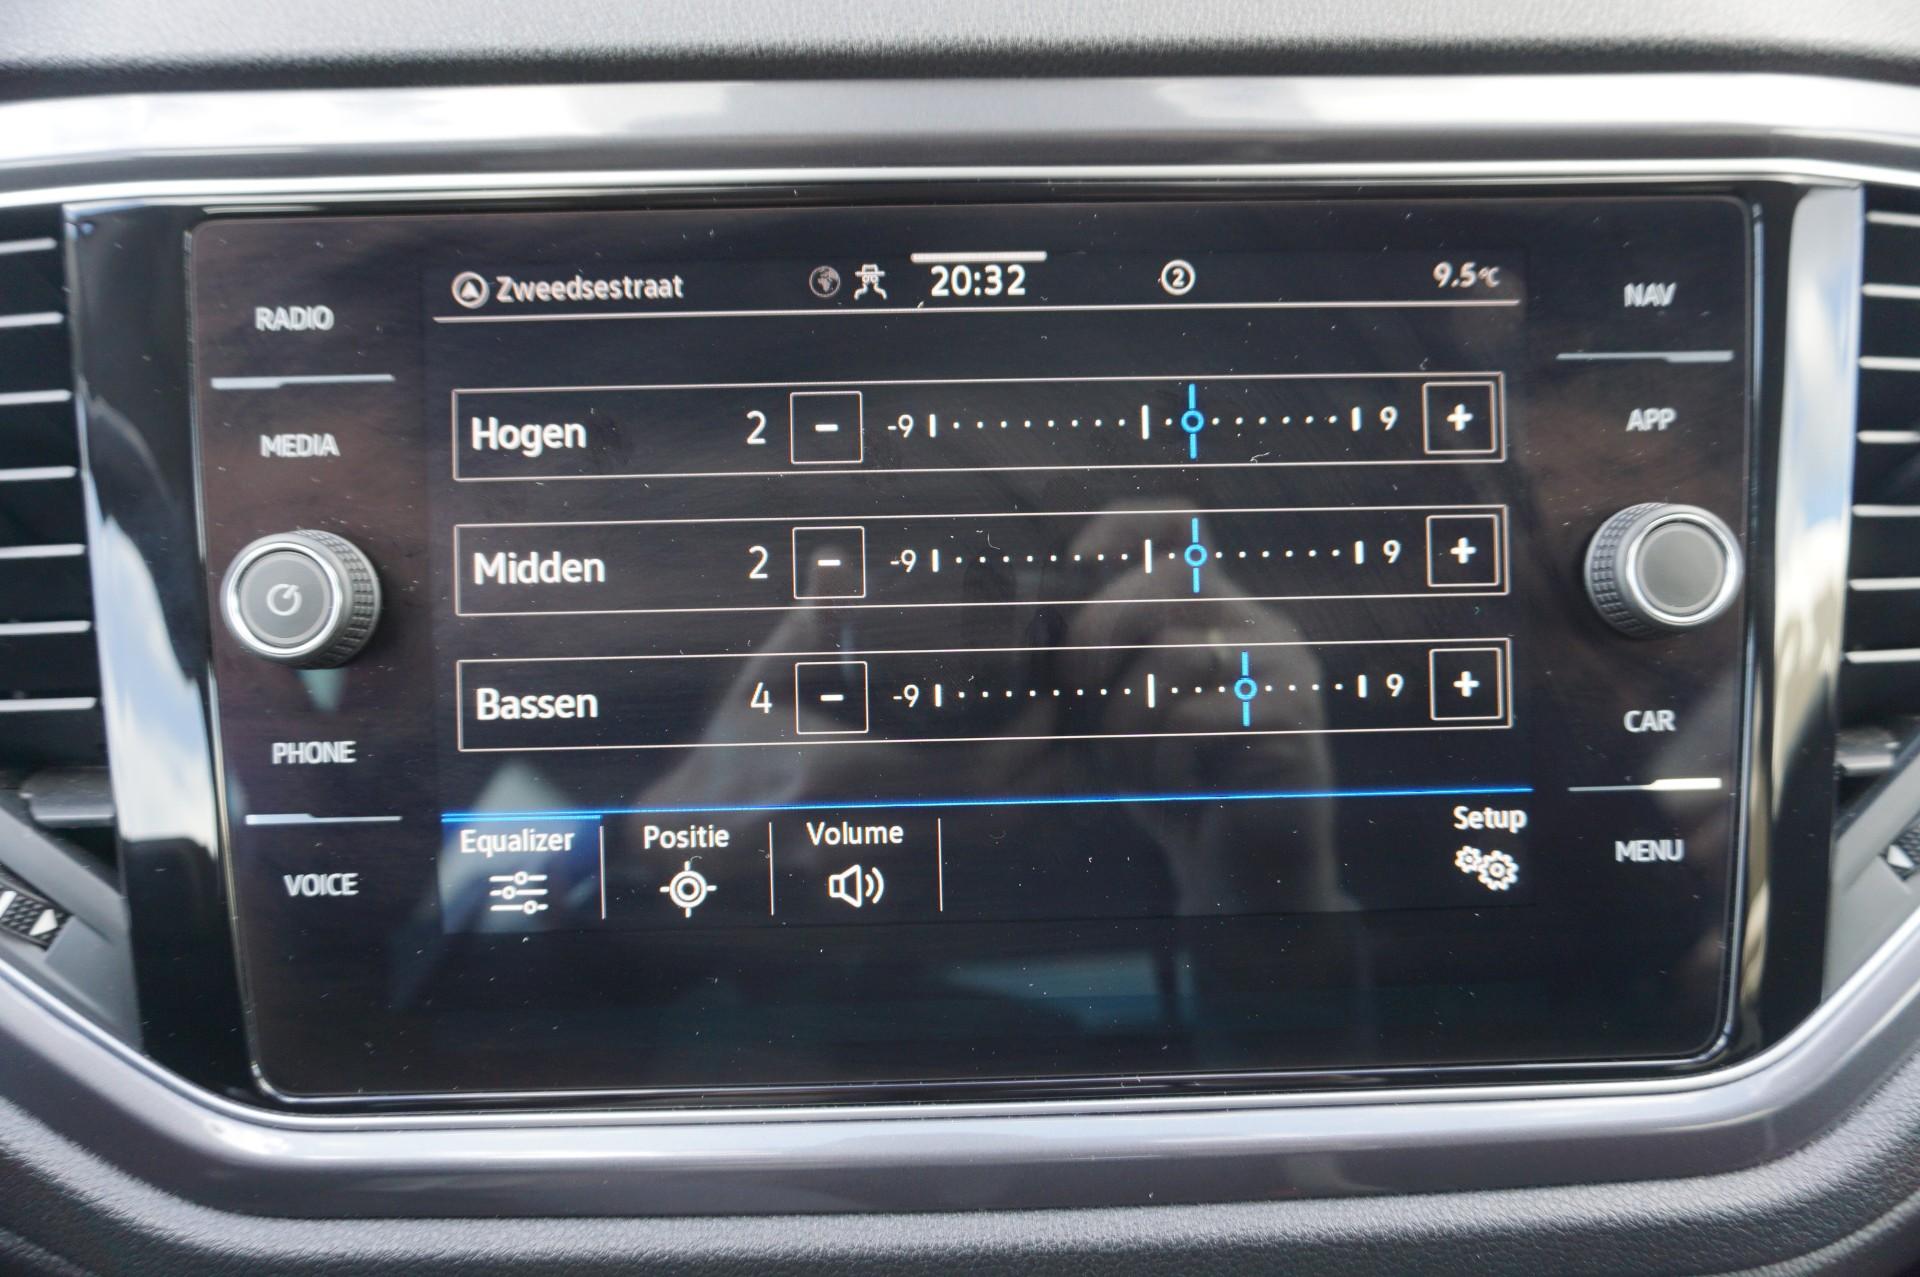 Zweedsestraat 20:32 2 9.5°C
RADIO
MEDIA
PHONE
VOICE
Hogen 2 - -9 9 +
Midden 2 - -9 9 +
Bassen 4 - -9 9 +
Equalizer Positie Volume Setup
NAV
APP
CAR
MENU